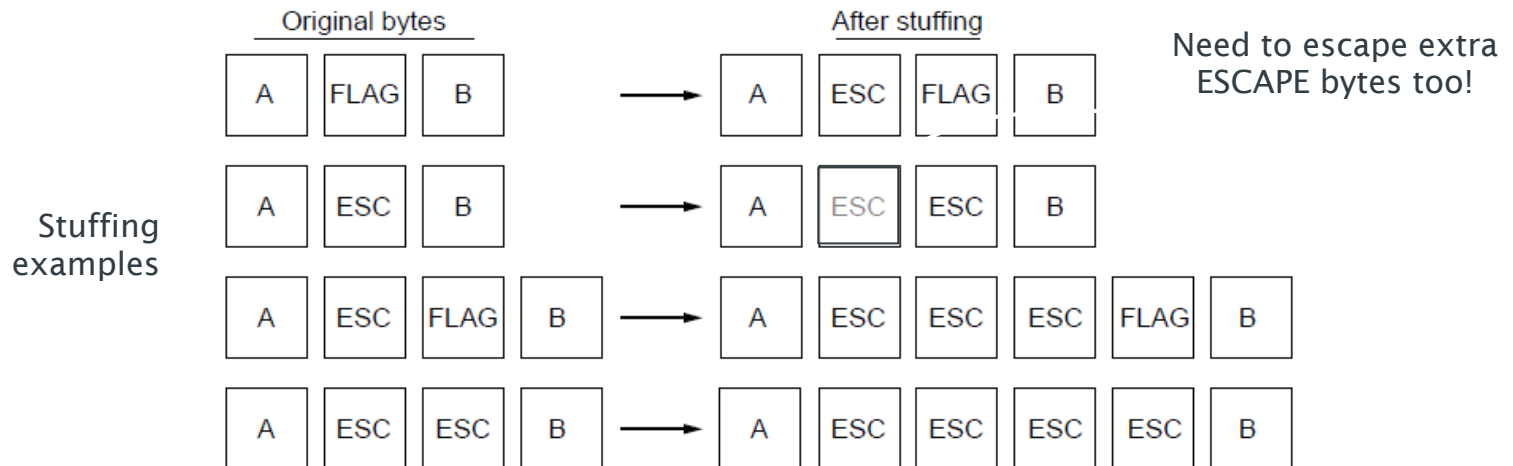 Original bytes After stuffing
Need to escape extra
ESCAPE bytes too!
A FLAG B A ESC FLAG B
A ESC B A ESC ESC B
Stuffing
examples
A ESC FLAG B A ESC ESC ESC FLAG B
A ESC ESC B A ESC ESC ESC ESC B